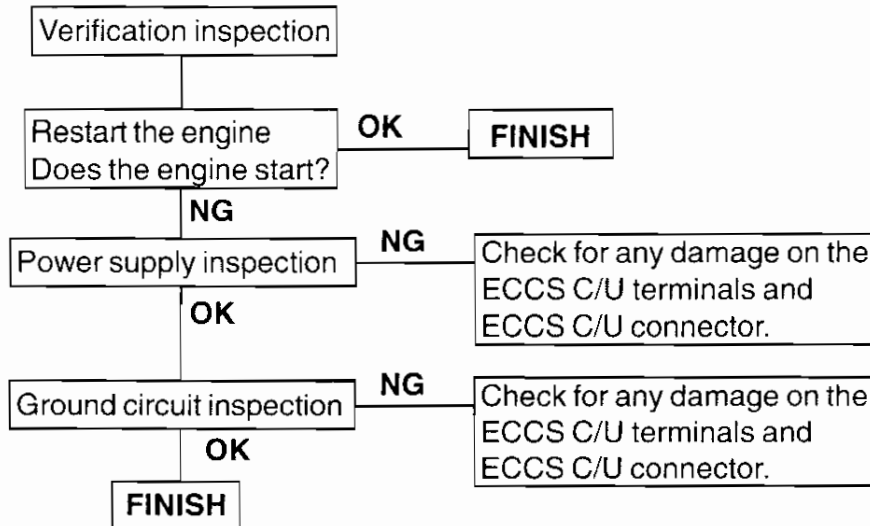 Verification inspection
Restart the engine
Does the engine start?
OK
FINISH
NG
Power supply inspection
NG
Check for any damage on the
ECCS C/U terminals and
ECCS C/U connector.
OK
Ground circuit inspection
NG
Check for any damage on the
ECCS C/U terminals and
ECCS C/U connector.
OK
FINISH